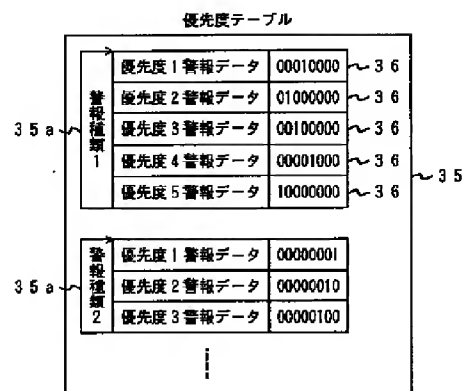 優先度テーブル
優先度1警報データ 00010000 36
優先度2警報データ 01000000 36
警報種類1
35a
優先度3警報データ 00100000 36
優先度4警報データ 00001000 36
優先度5警報データ 10000000 36
35
優先度1警報データ 00000001
35a
警報種類2
優先度2警報データ 00000010
優先度3警報データ 00000100